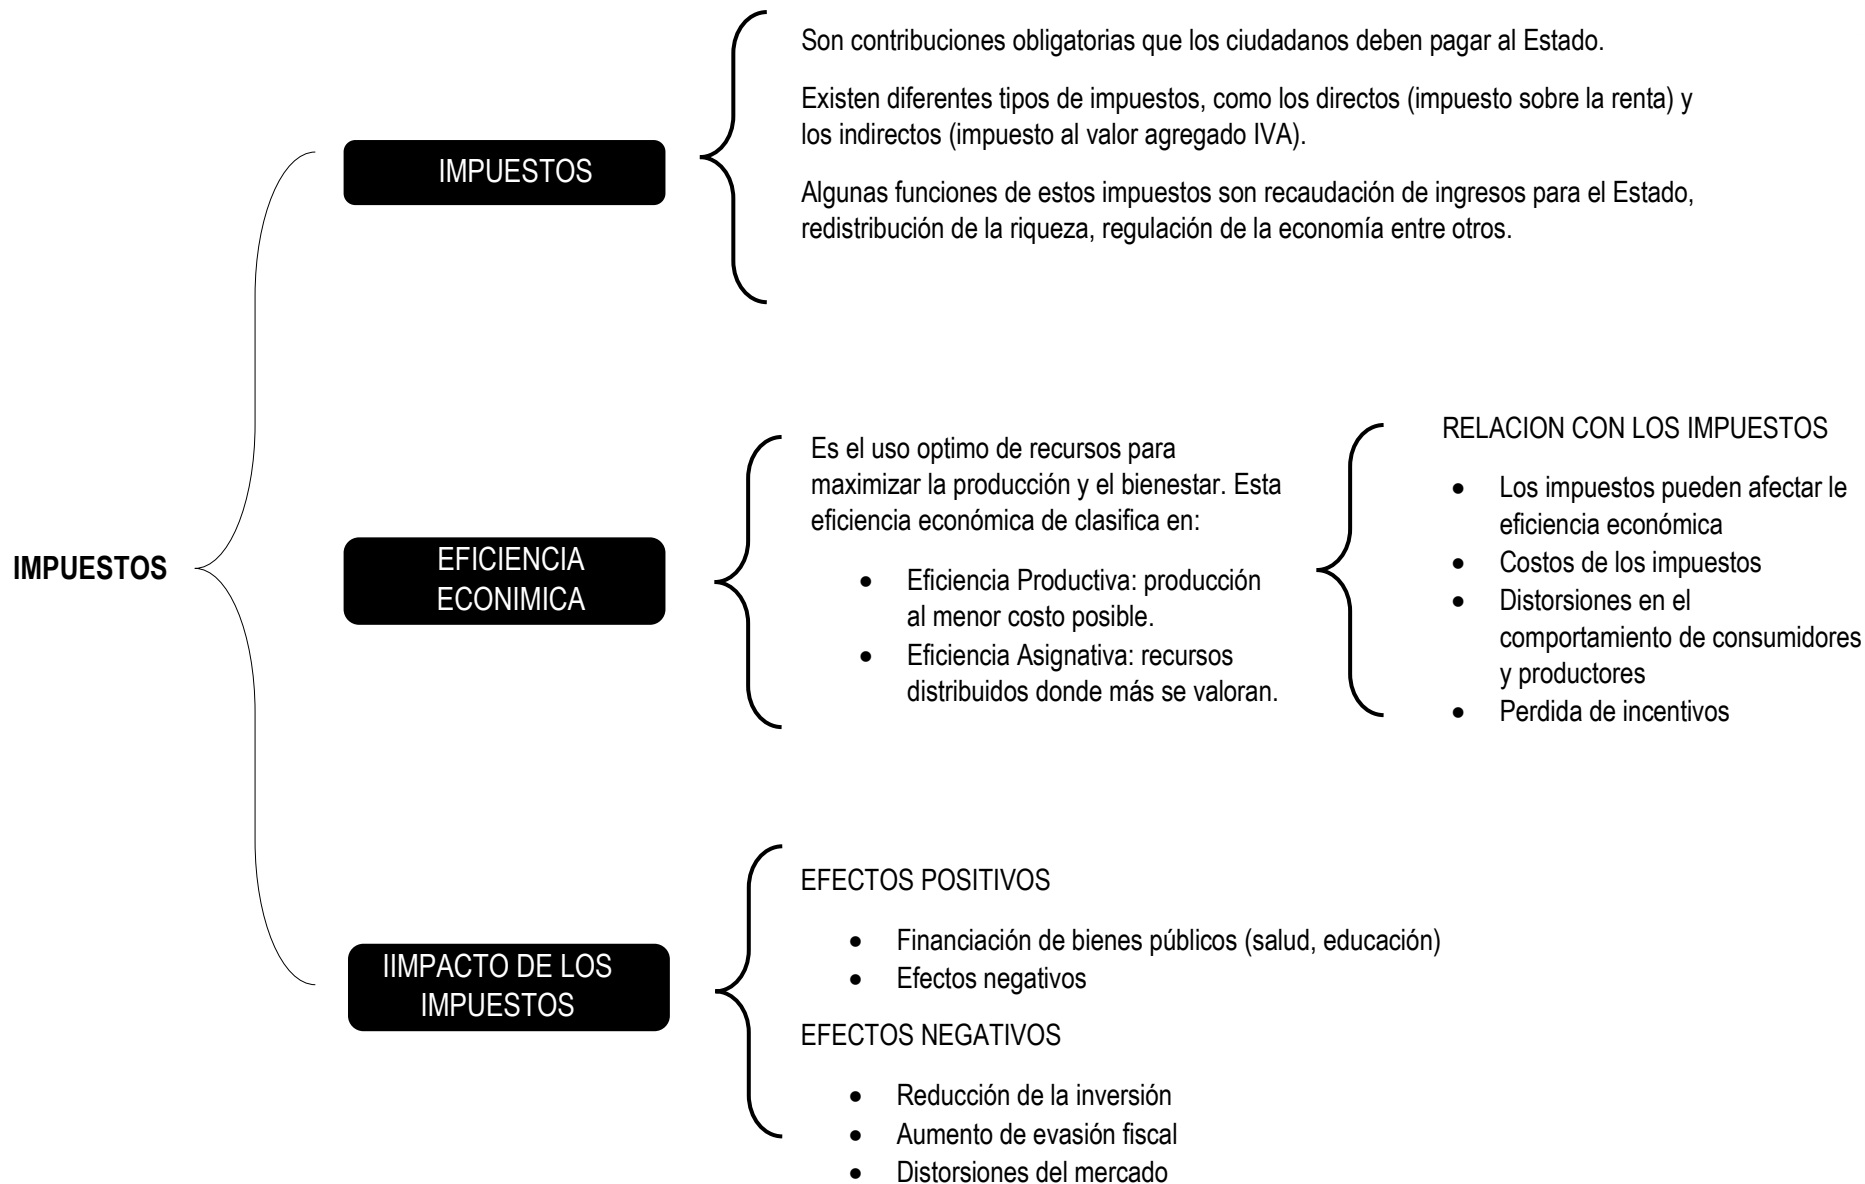 IMPUESTOS
IMPUESTOS
Son contribuciones obligatorias que los ciudadanos deben pagar al Estado.
Existen diferentes tipos de impuestos, como los directos (impuesto sobre la renta) y
los indirectos (impuesto al valor agregado IVA).
Algunas funciones de estos impuestos son recaudación de ingresos para el Estado,
redistribución de la riqueza, regulación de la economía entre otros.
EFICIENCIA
ECONIMICA
Es el uso optimo de recursos para
maximizar la producción y el bienestar. Esta
eficiencia económica de clasifica en:
• Eficiencia Productiva: producción
al menor costo posible.
• Eficiencia Asignativa: recursos
distribuidos donde más se valoran.
RELACION CON LOS IMPUESTOS
• Los impuestos pueden afectar le
eficiencia económica
• Costos de los impuestos
• Distorsiones en el
comportamiento de consumidores
y productores
• Perdida de incentivos
IIMPACTO DE LOS
IMPUESTOS
EFECTOS POSITIVOS
• Financiación de bienes públicos (salud, educación)
• Efectos negativos
EFECTOS NEGATIVOS
• Reducción de la inversión
• Aumento de evasión fiscal
• Distorsiones del mercado